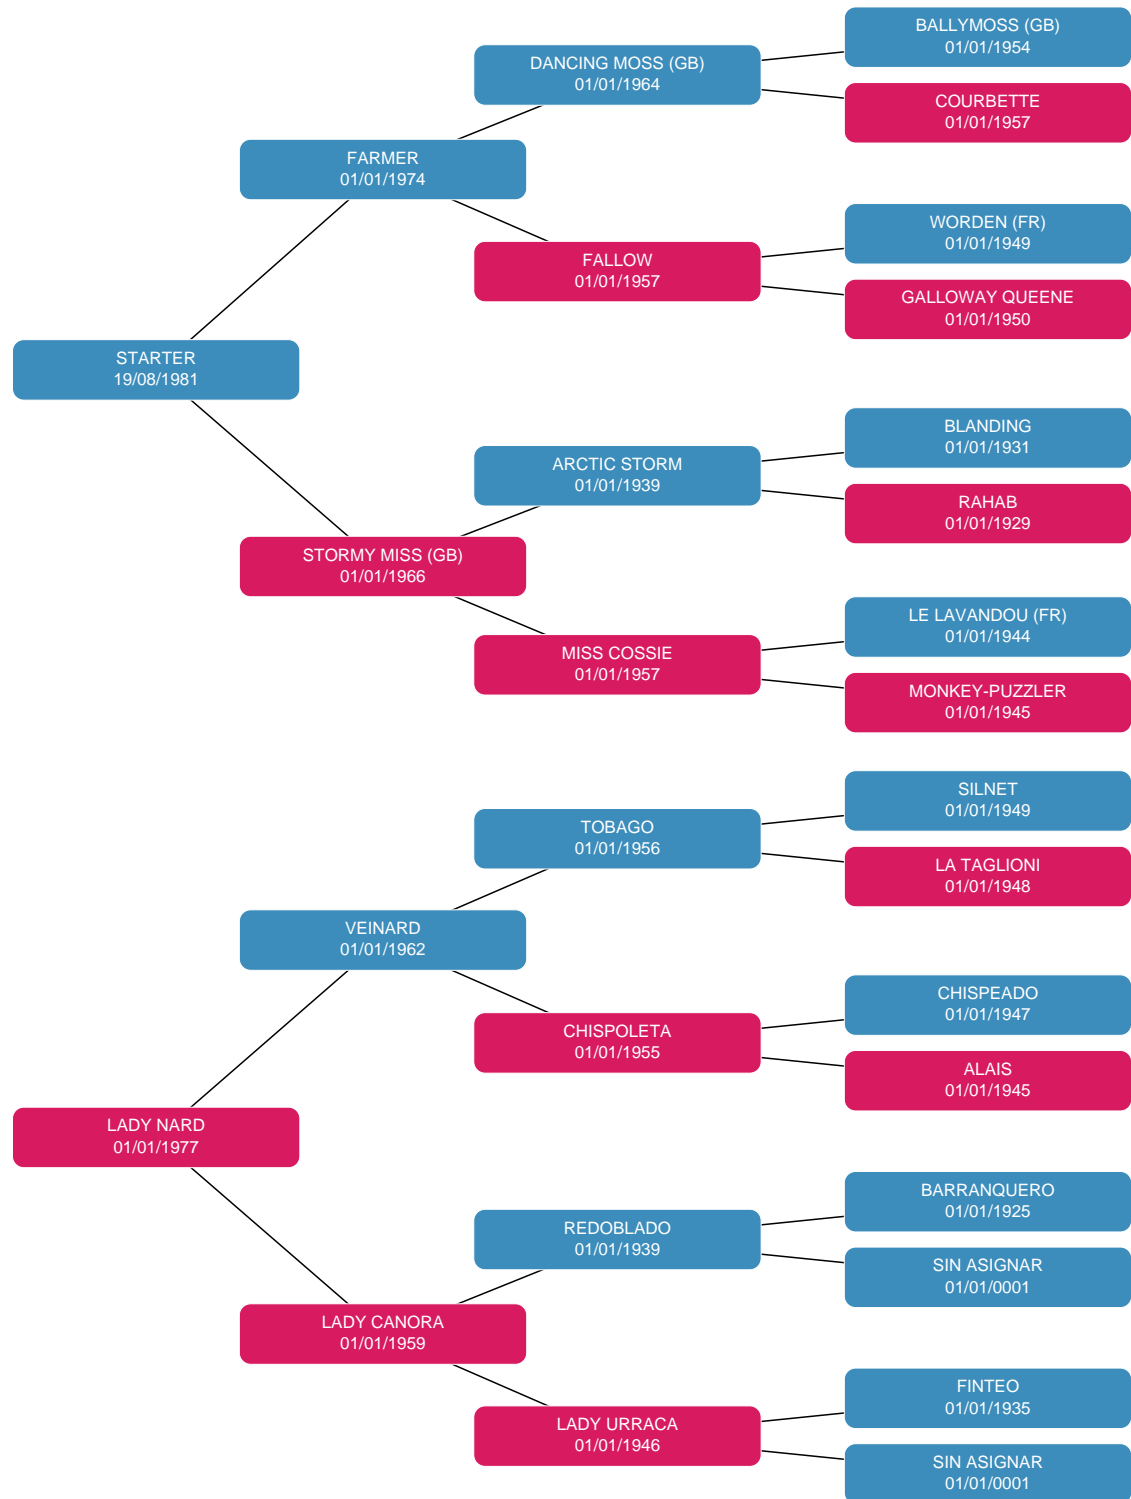 BALLYMOSS (GB)
01/01/1954
DANCING MOSS (GB)
01/01/1964
COURBETTE
01/01/1957
FARMER
01/01/1974
WORDEN (FR)
01/01/1949
FALLOW
01/01/1957
GALLOWAY QUEENE
01/01/1950
STARTER
19/08/1981
BLANDING
01/01/1931
ARCTIC STORM
01/01/1939
RAHAB
01/01/1929
STORMY MISS (GB)
01/01/1966
LE LAVANDOU (FR)
01/01/1944
MISS COSSIE
01/01/1957
MONKEY-PUZZLER
01/01/1945
SILNET
01/01/1949
TOBAGO
01/01/1956
LA TAGLIONI
01/01/1948
VEINARD
01/01/1962
CHISPEADO
01/01/1947
CHISPOLETA
01/01/1955
ALAIS
01/01/1945
LADY NARD
01/01/1977
BARRANQUERO
01/01/1925
REDOBLADO
01/01/1939
SIN ASIGNAR
01/01/0001
LADY CANORA
01/01/1959
FINTEO
01/01/1935
LADY URRACA
01/01/1946
SIN ASIGNAR
01/01/0001